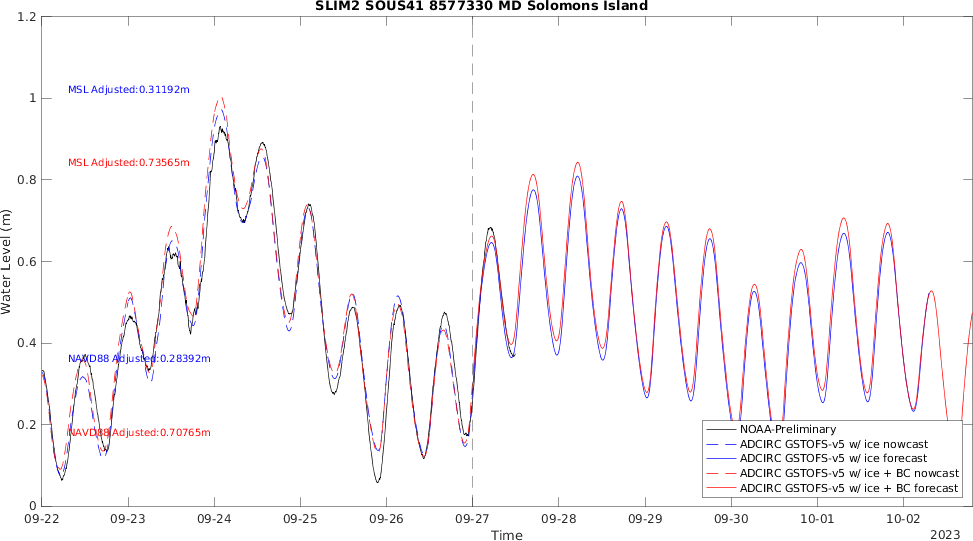 SLIM2 SOUS41 8577330 MD Solomons Island
1.2
1
0.8
0.6
0.4
0.2
0
Water Level (m)
MSL Adjusted:0.31192m
MSL Adjusted:0.73565m
NAVD88 Adjusted:0.28392m
NAVD88 Adjusted:0.70765m
NOAA-Preliminary
ADCIRC GSTOFS-v5 w/ ice nowcast
ADCIRC GSTOFS-v5 w/ ice forecast
ADCIRC GSTOFS-v5 w/ ice + BC nowcast
ADCIRC GSTOFS-v5 w/ ice + BC forecast
09-22 09-23 09-24 09-25 09-26 09-27 09-28 09-29 09-30 10-01 10-02
Time
2023